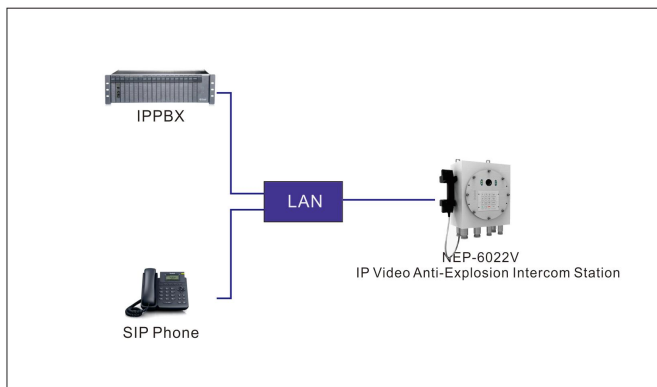 IPPBX
LAN
NEP-6022V
IP Video Anti-Explosion Intercom Station
SIP Phone